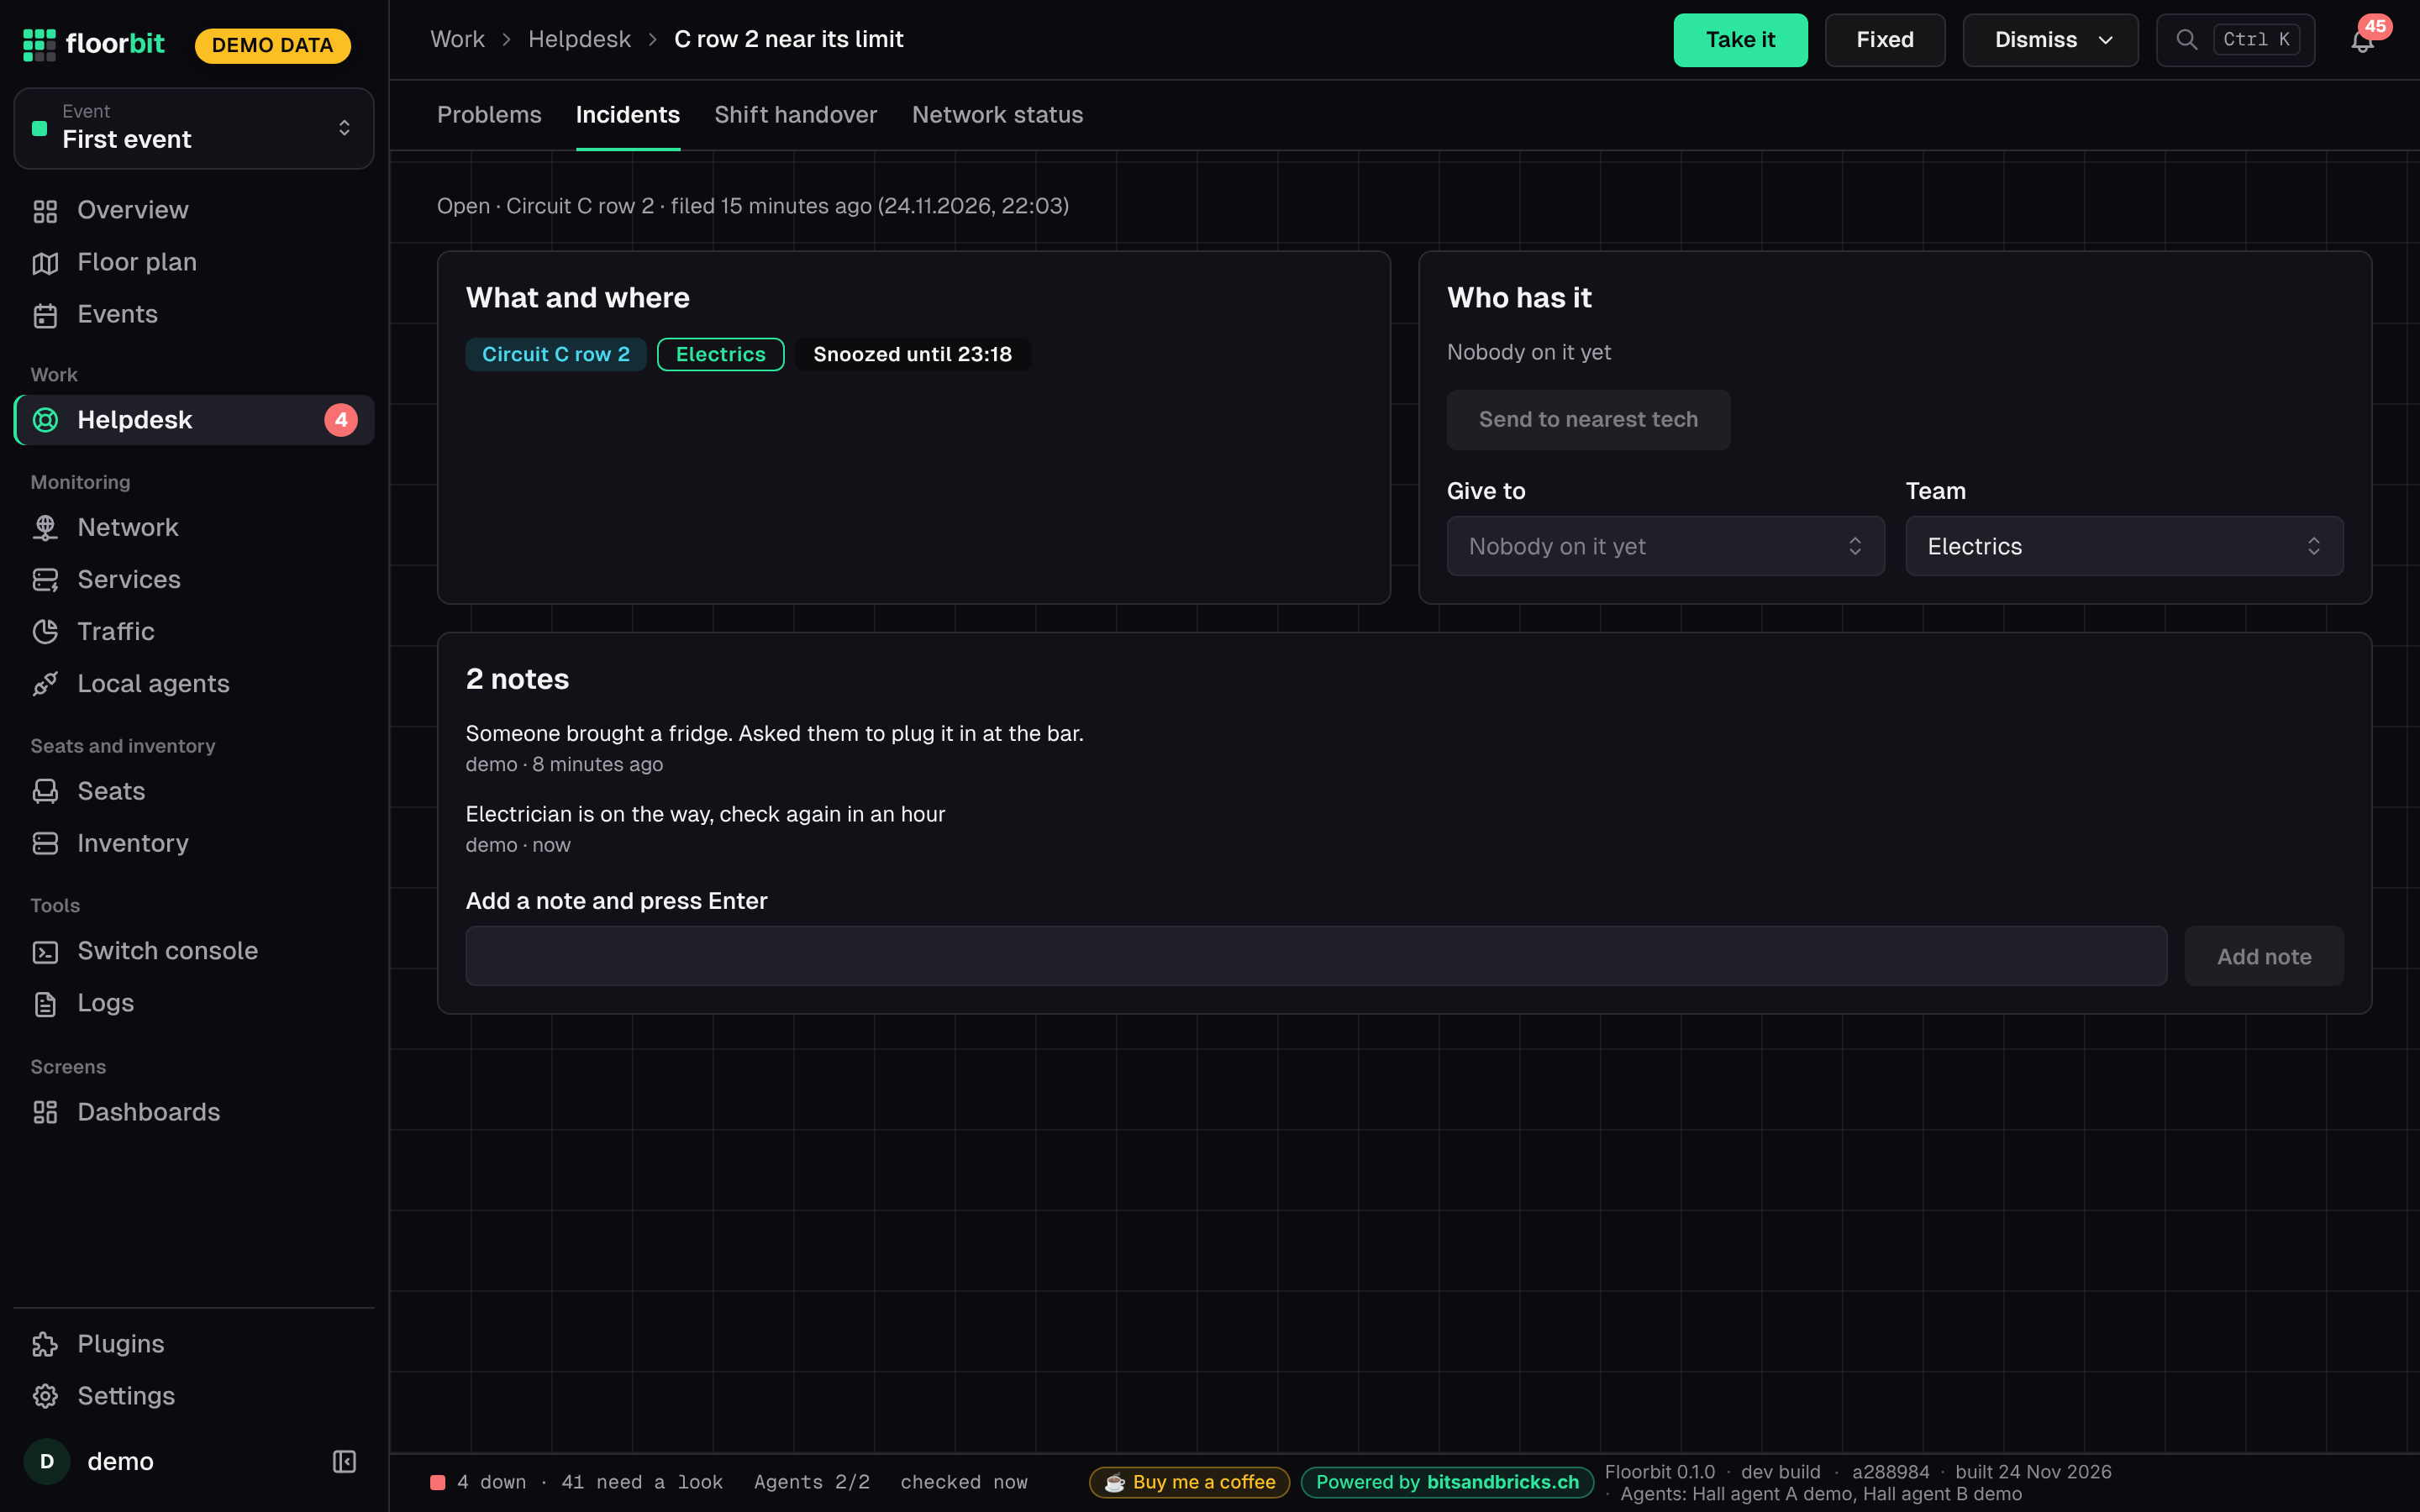 floorbit
DEMO DATA
Event
First event
Overview
Floor plan
Events
Work
Helpdesk
4
Monitoring
Network
Services
Traffic
Local agents
Seats and inventory
Seats
Inventory
Tools
Switch console
Logs
Screens
Dashboards
Plugins
Settings
D
demo
Work > Helpdesk > C row 2 near its limit
Take it
Fixed
Dismiss
Ctrl K
45
Problems
Incidents
Shift handover
Network status
Open · Circuit C row 2 · filed 15 minutes ago (24.11.2026, 22:03)
What and where
Circuit C row 2
Electrics
Snoozed until 23:18
Who has it
Nobody on it yet
Send to nearest tech
Give to
Nobody on it yet
Team
Electrics
2 notes
Someone brought a fridge. Asked them to plug it in at the bar.
demo · 8 minutes ago
Electrician is on the way, check again in an hour
demo · now
Add a note and press Enter
Add note
4 down · 41 need a look
Agents 2/2
checked now
☕ Buy me a coffee
Powered by bitsandbricks.ch
Floorbit 0.1.0 · dev build · a288984 · built 24 Nov 2026
· Agents: Hall agent A demo, Hall agent B demo